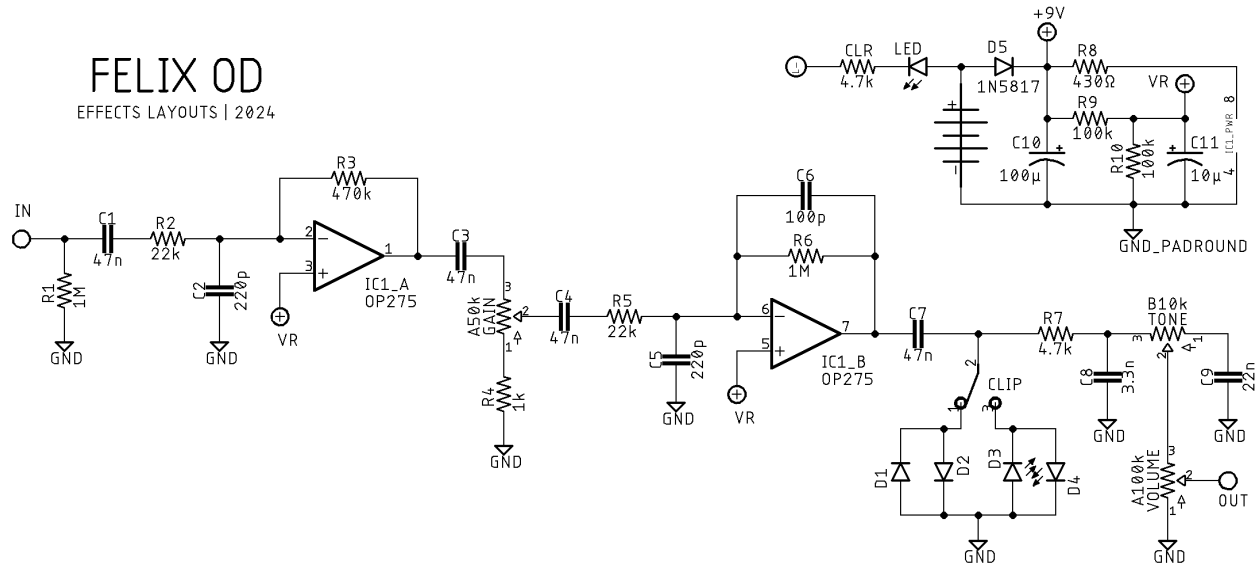 FELIX OD
EFFECTS LAYOUTS | 2024
+9V
-
CLR
4.7k
LED
D5
1N5817
R8
430Ω
VR
R9
100k
C10
100µ
R10
100k
C11
10µ
8
IC1_PWR
4
+
-
GND_PADROUND
IN
C1
47n
R1
1M
GND
R2
22k
C2
220p
GND
R3
470k
2
3
1
IC1_A
OP275
VR
C3
47n
A50k
GAIN
3
2
1
R4
1k
GND
C4
47n
R5
22k
C5
220p
GND
C6
100p
R6
1M
6
5
7
IC1_B
OP275
VR
C7
47n
2
CLIP
1
3
D1
D2
D3
D4
GND
R7
4.7k
C8
3.3n
GND
B10k
TONE
3
2
1
C9
22n
GND
A100k
VOLUME
3
2
1
OUT
GND